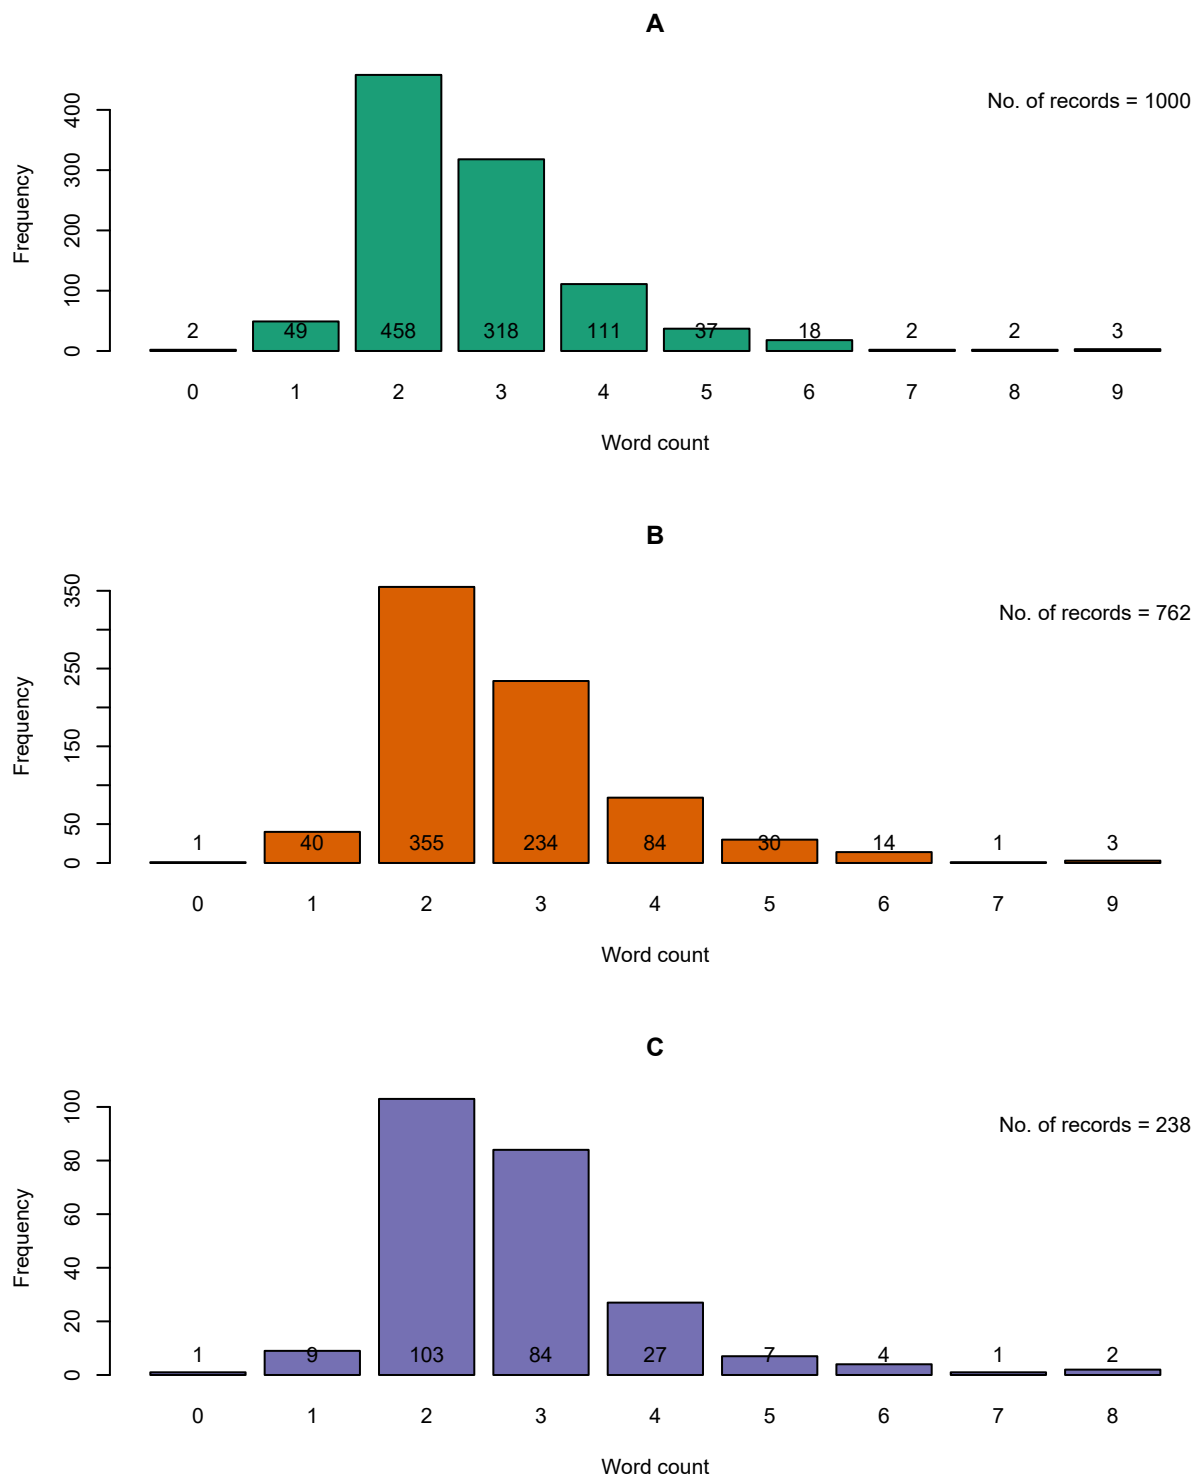 A
No. of records = 1000
Frequency
400
300
200
100
0
2 49 458 318 111 37 18 2 2 3
0 1 2 3 4 5 6 7 8 9
Word count
B
No. of records = 762
Frequency
350
250
150
50
0
1 40 355 234 84 30 14 1 3
0 1 2 3 4 5 6 7 9
Word count
C
No. of records = 238
Frequency
100
80
60
40
20
0
1 9 103 84 27 7 4 1 2
0 1 2 3 4 5 6 7 8
Word count